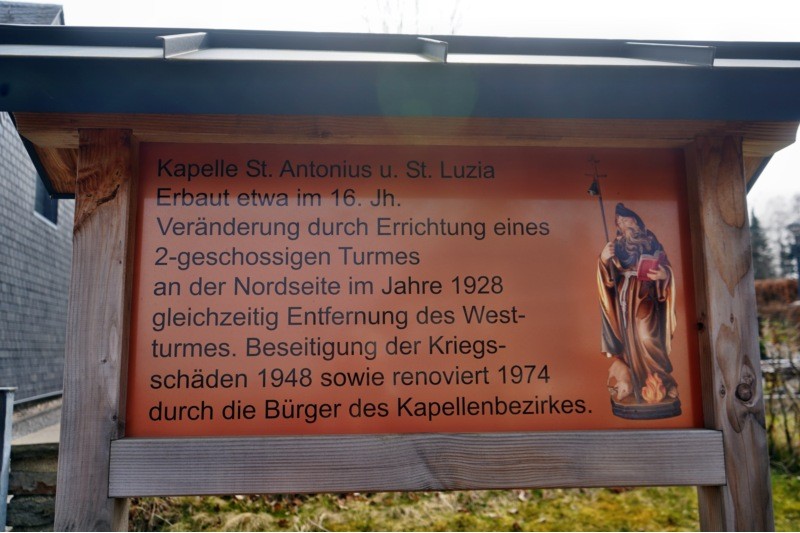 Kapelle St. Antonius u. St. Luzia
Erbaut etwa im 16. Jh.
Veränderung durch Errichtung eines
2-geschossigen Turmes
an der Nordseite im Jahre 1928
gleichzeitig Entfernung des West-
turmes. Beseitigung der Kriegs-
schäden 1948 sowie renoviert 1974
durch die Bürger des Kapellenbezirkes.